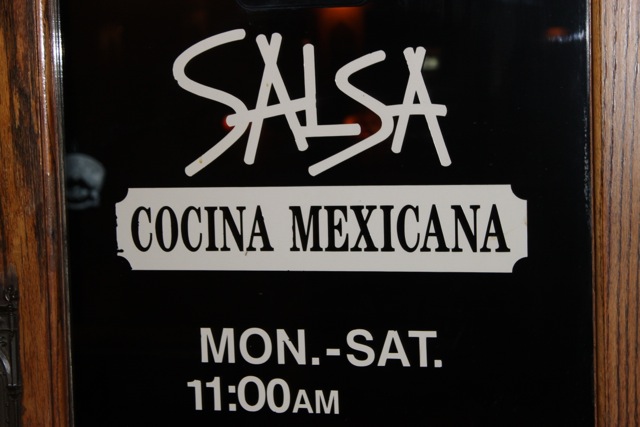 SALSA
COCINA MEXICANA
MON.-SAT.
11:00AM